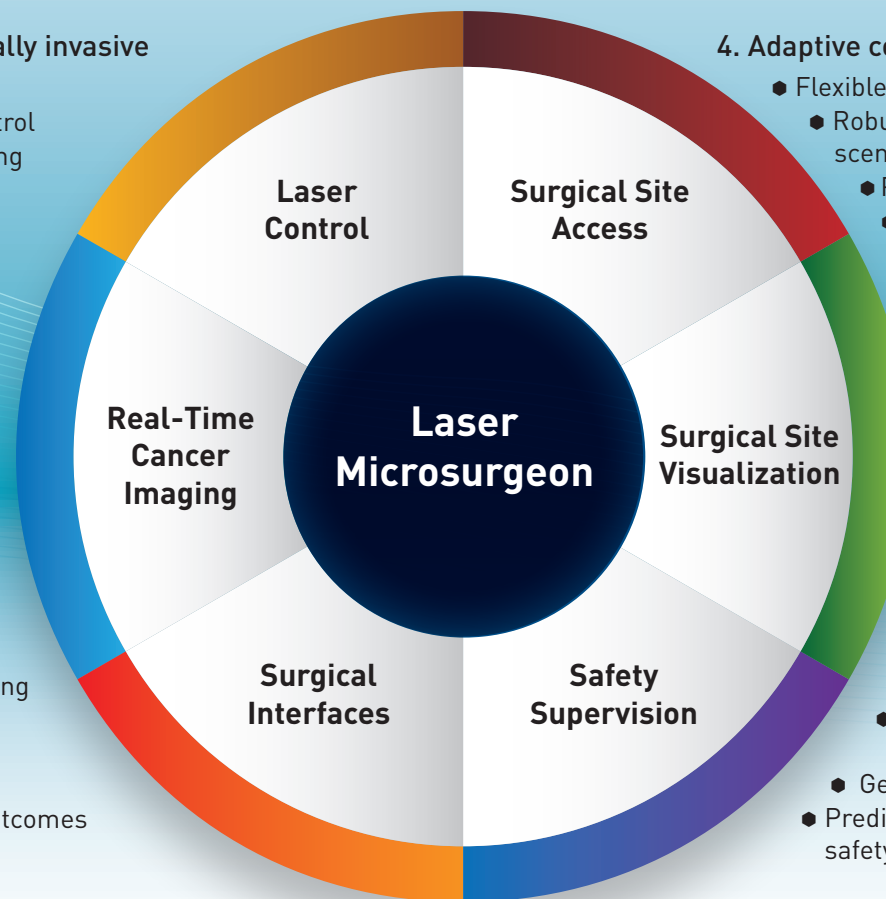 ally invasive
trol
ng
4. Adaptive co
Flexible
Robu
scen
Laser
Control
Surgical Site
Access
Real-Time
Cancer
Imaging
Laser
Microsurgeon
Surgical Site
Visualization
Surgical
Interfaces
Safety
Supervision
ng
tcomes
Ge
Predi
safety